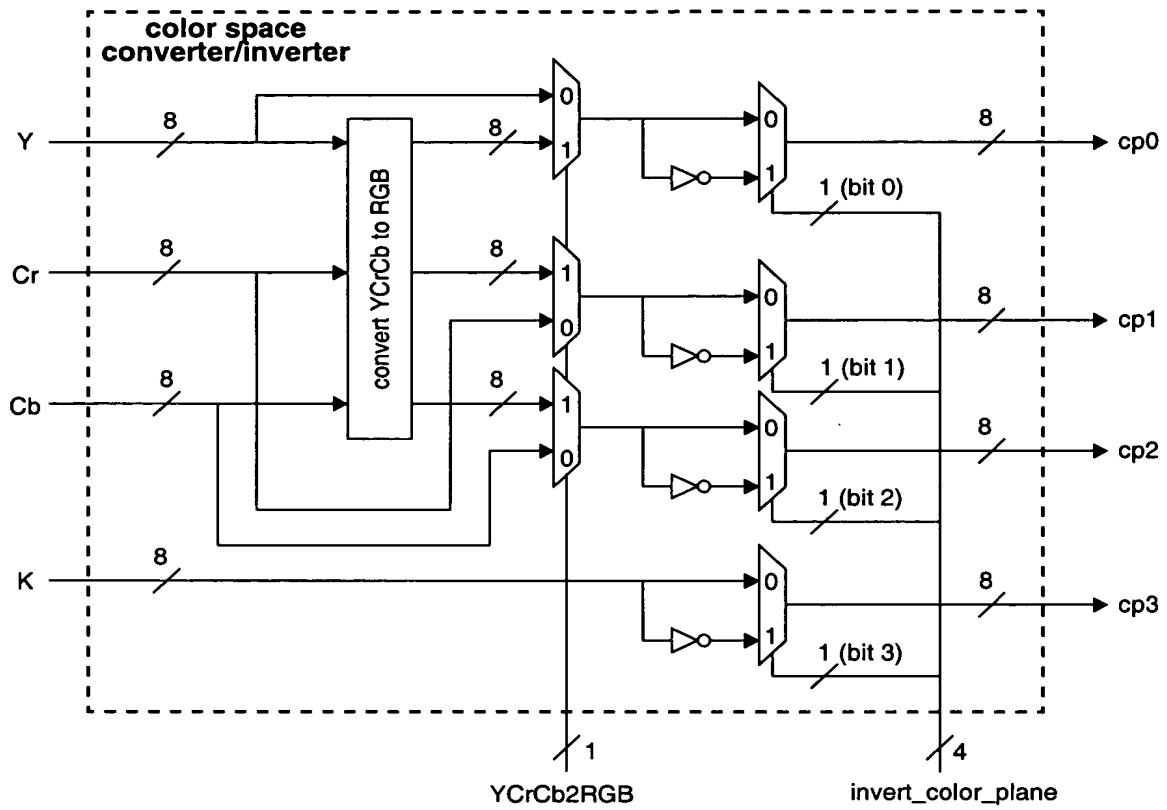 color space
converter/inverter
Y
8
0
8
1
0
1
8
cp0
1 (bit 0)
convert YCrCb to RGB
Cr
8
8
1
0
0
1
8
cp1
1 (bit 1)
Cb
8
8
1
0
0
1
8
cp2
1 (bit 2)
K
8
0
1
8
cp3
1 (bit 3)
1
4
YCrCb2RGB
invert_color_plane